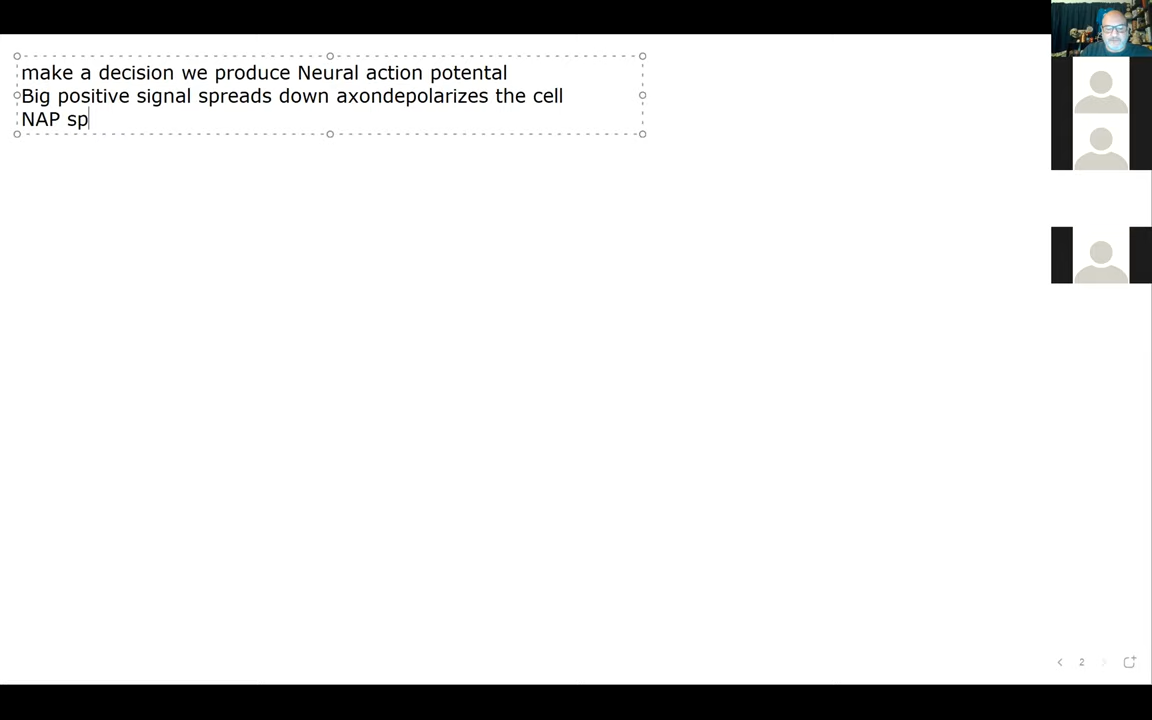 make a decision we produce Neural action potental
Big positive signal spreads down axondepolarizes the cell
NAP sp
2